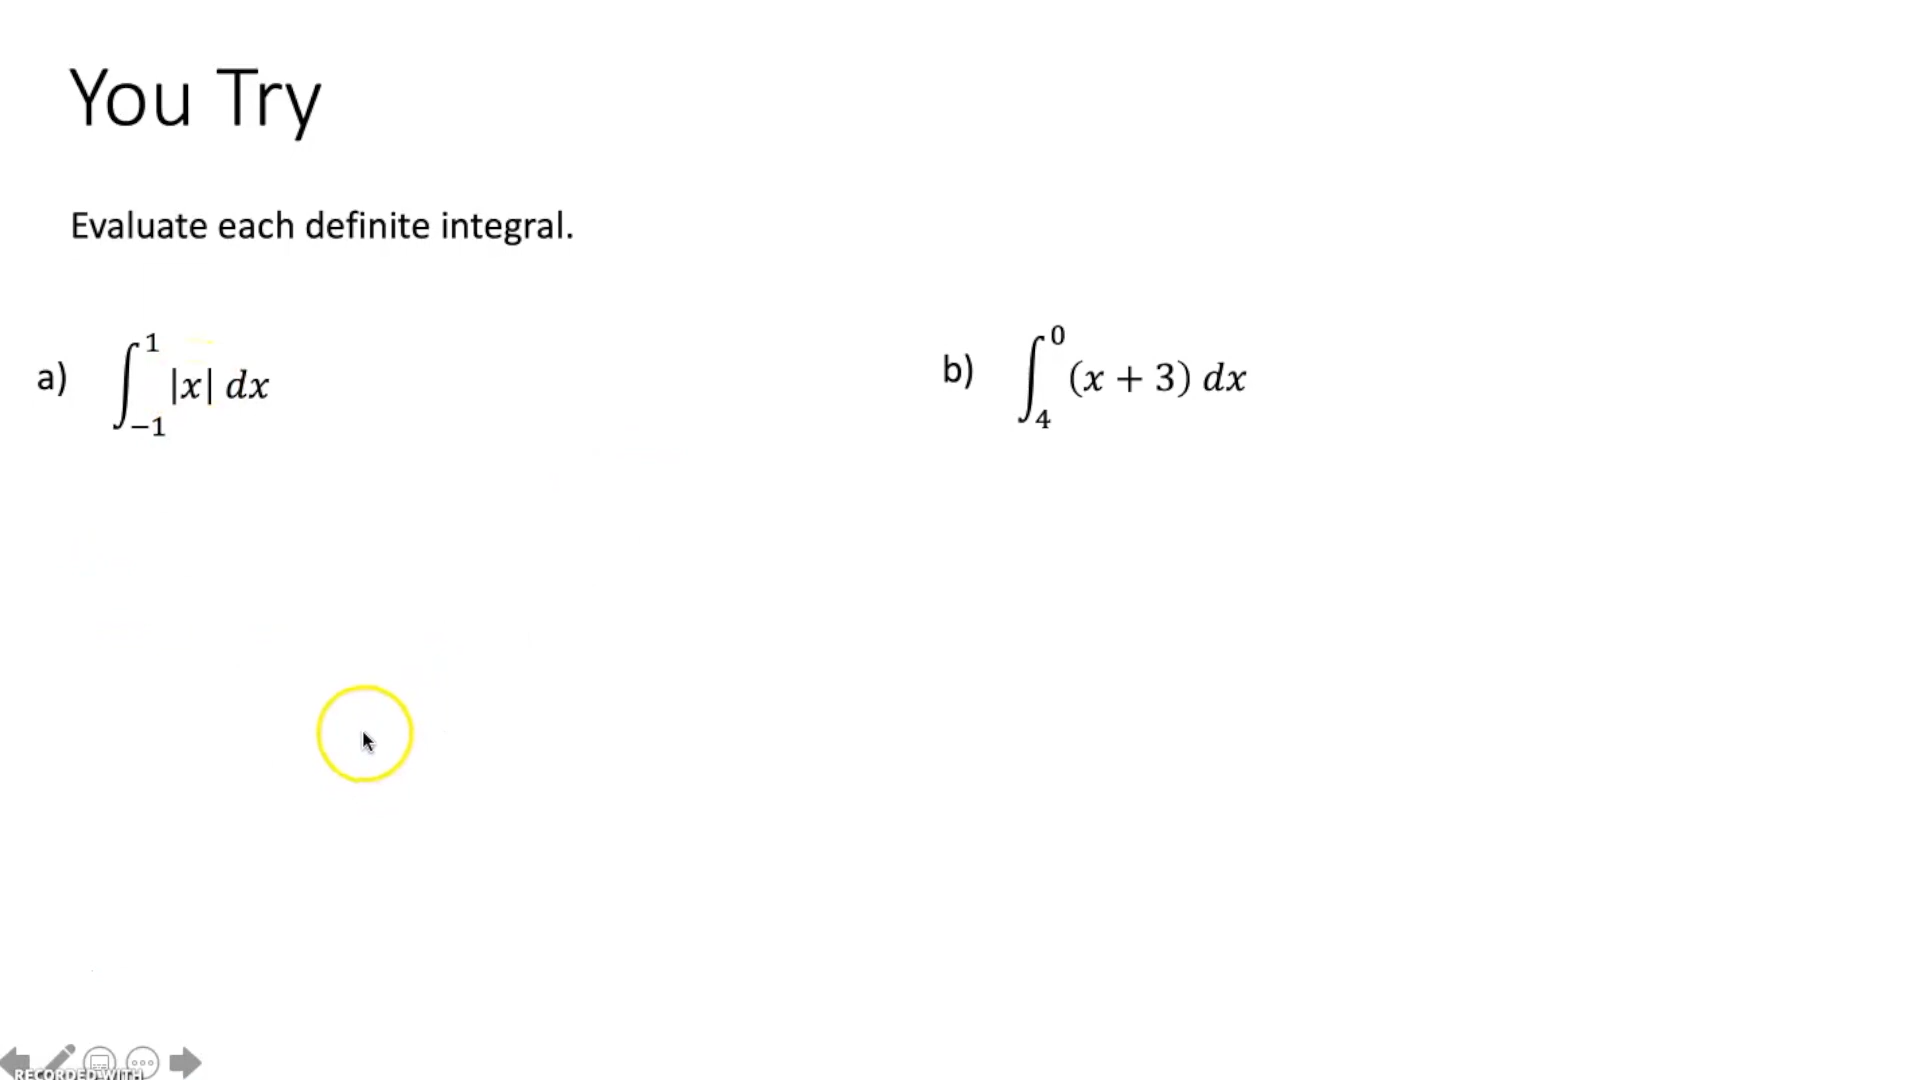 You Try
Evaluate each definite integral.
a) ∫_{-1}^{1} |x| dx
b) ∫_{4}^{0} (x + 3) dx
RECORDED WITH